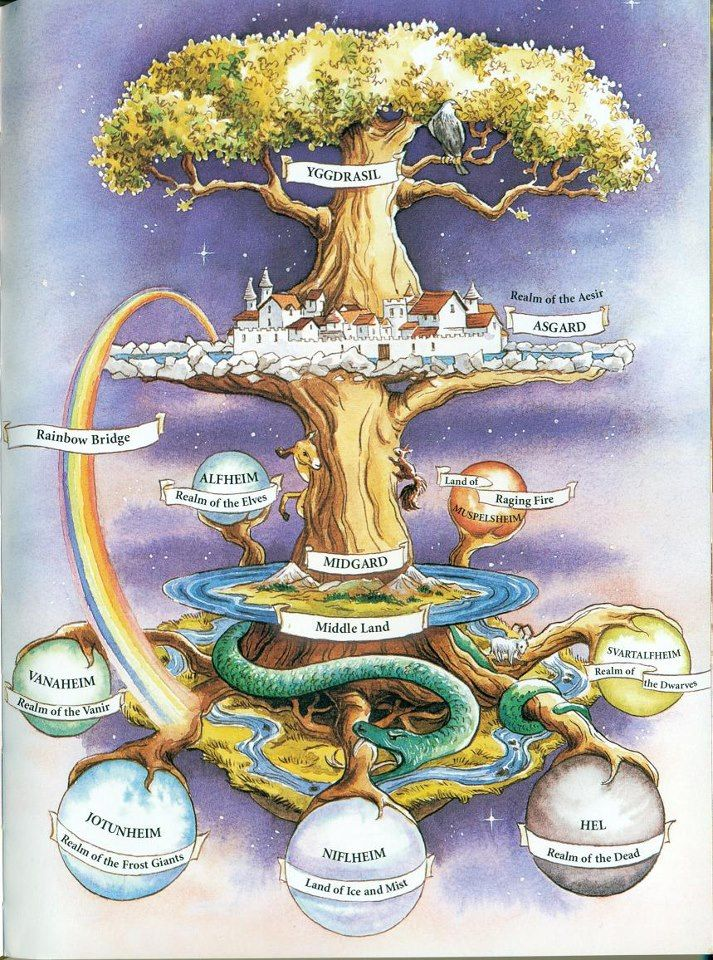 YGGDRASIL
Realm of the Aesir
ASGARD
Rainbow Bridge
ALFHEIM
Realm of the Elves
Land of
Raging Fire
MUSPELSHEIM
MIDGARD
Middle Land
VANAHEIM
Realm of the Vanir
SVARTALFHEIM
Realm of
the Dwarves
JOTUNHEIM
Realm of the Frost Giants
NIFLHEIM
Land of Ice and Mist
HEL
Realm of the Dead